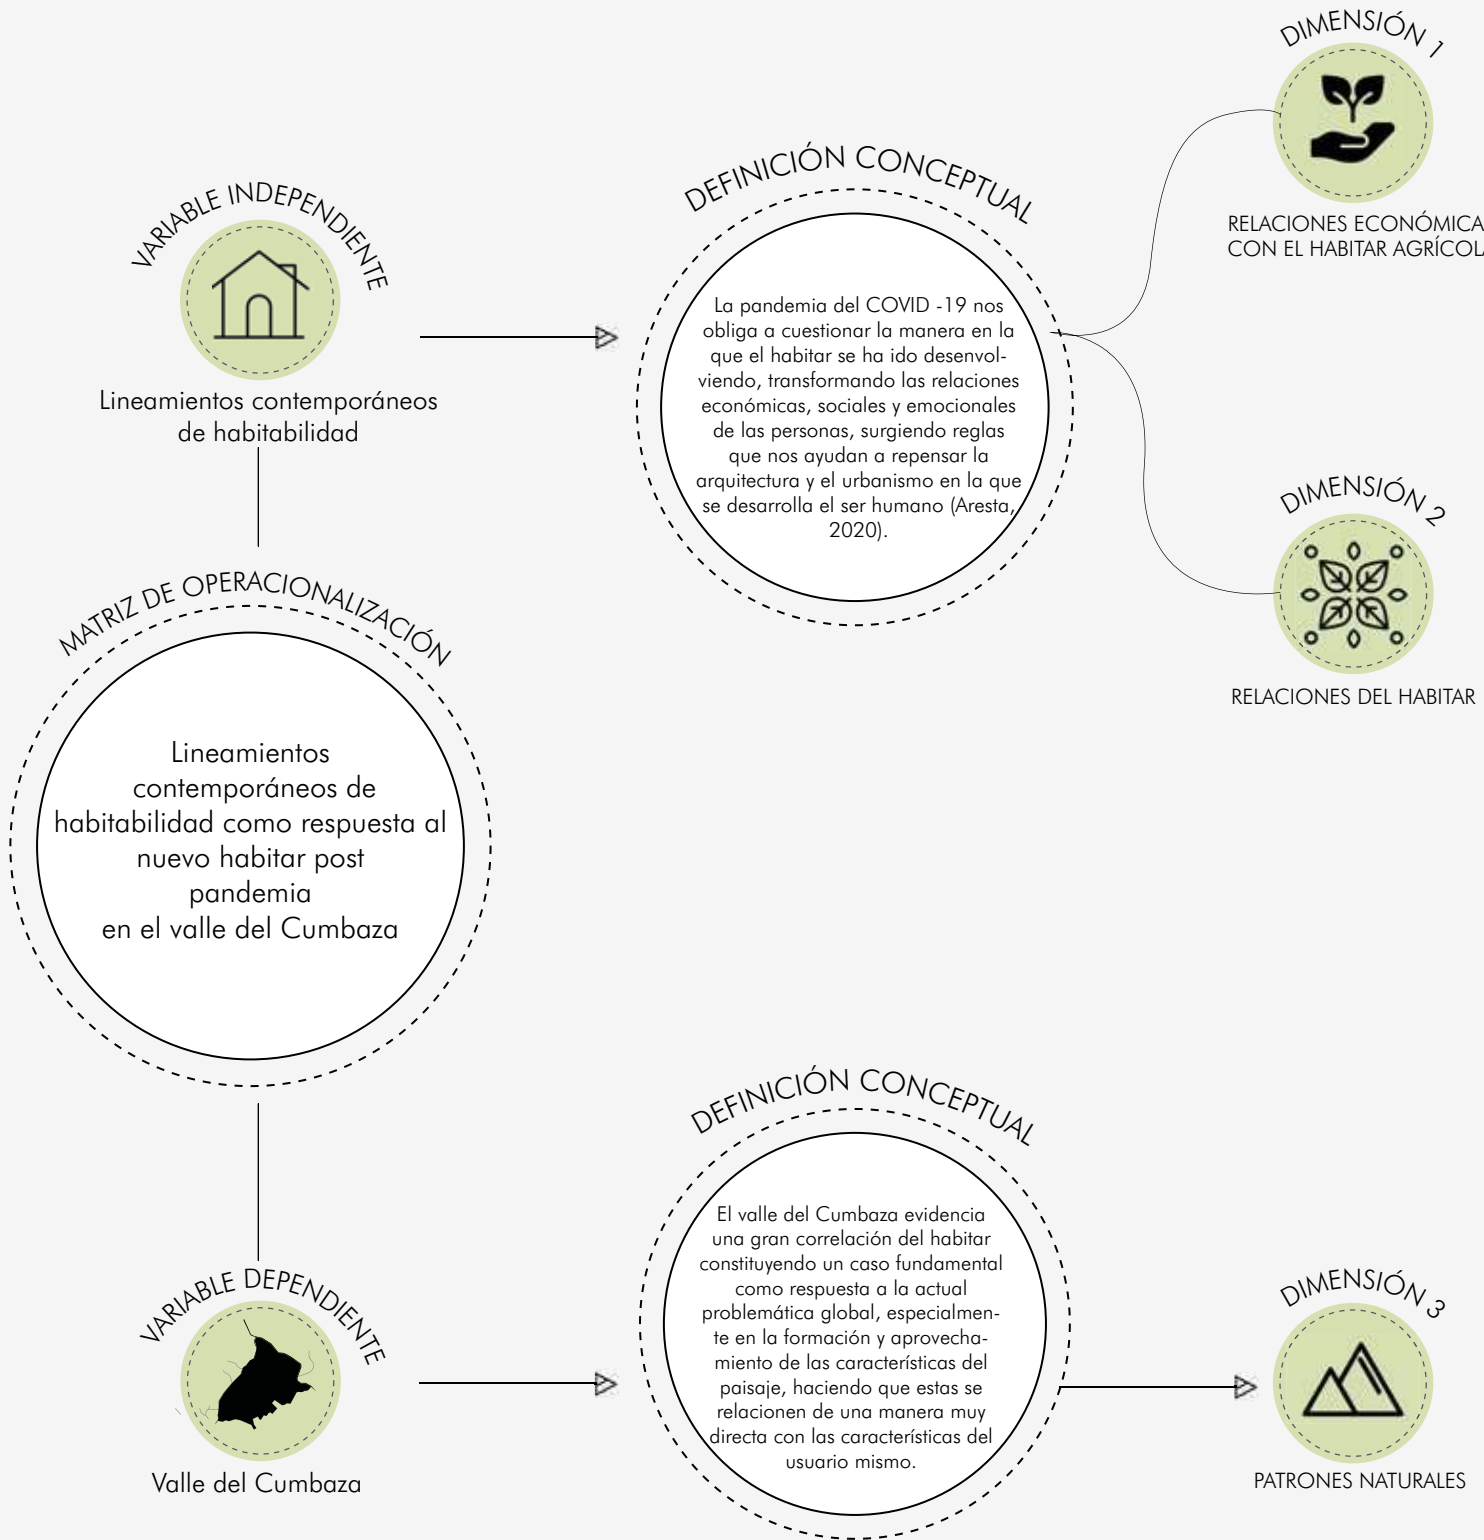 VARIABLE INDEPENDIENTE
Lineamientos contemporáneos
de habitabilidad
DEFINICIÓN CONCEPTUAL
La pandemia del COVID -19 nos
obliga a cuestionar la manera en la
que el habitar se ha ido desenvol-
viendo, transformando las relaciones
económicas, sociales y emocionales
de las personas, surgiendo reglas
que nos ayudan a repensar la
arquitectura y el urbanismo en la que
se desarrolla el ser humano (Aresta,
2020).
DIMENSIÓN 1
RELACIONES ECONÓMICA
CON EL HABITAR AGRÍCOLA
DIMENSIÓN 2
RELACIONES DEL HABITAR
MATRIZ DE OPERACIONALIZACIÓN
Lineamientos
contemporáneos de
habitabilidad como respuesta al
nuevo habitar post
pandemia
en el valle del Cumbaza
VARIABLE DEPENDIENTE
Valle del Cumbaza
DEFINICIÓN CONCEPTUAL
El valle del Cumbaza evidencia
una gran correlación del habitar
constituyendo un caso fundamental
como respuesta a la actual
problemática global, especialmen-
te en la formación y aprovecha-
miento de las características del
paisaje, haciendo que estas se
relacionen de una manera muy
directa con las características del
usuario mismo.
DIMENSIÓN 3
PATRONES NATURALES